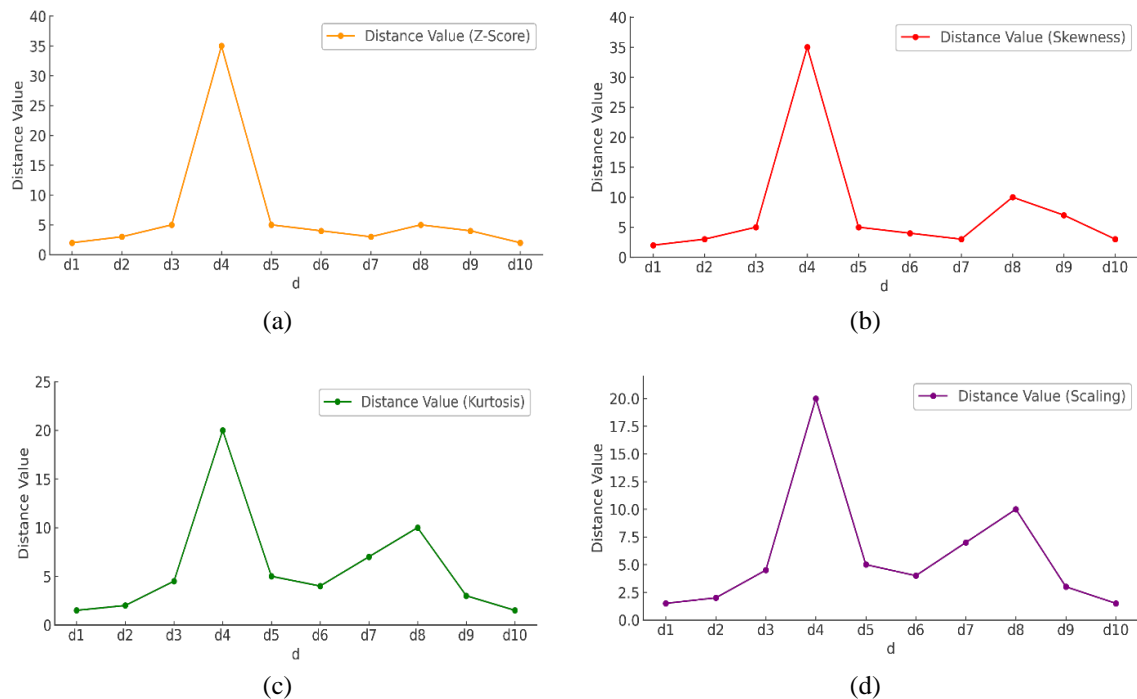 40
35
30
25
20
15
10
5
0
Distance Value
Distance Value (Z-Score)
d1 d2 d3 d4 d5 d6 d7 d8 d9 d10
d
(a)
40
35
30
25
20
15
10
5
0
Distance Value
Distance Value (Skewness)
d1 d2 d3 d4 d5 d6 d7 d8 d9 d10
d
(b)
25
20
15
10
5
0
Distance Value
Distance Value (Kurtosis)
d1 d2 d3 d4 d5 d6 d7 d8 d9 d10
d
(c)
20.0
17.5
15.0
12.5
10.0
7.5
5.0
2.5
0.0
Distance Value
Distance Value (Scaling)
d1 d2 d3 d4 d5 d6 d7 d8 d9 d10
d
(d)